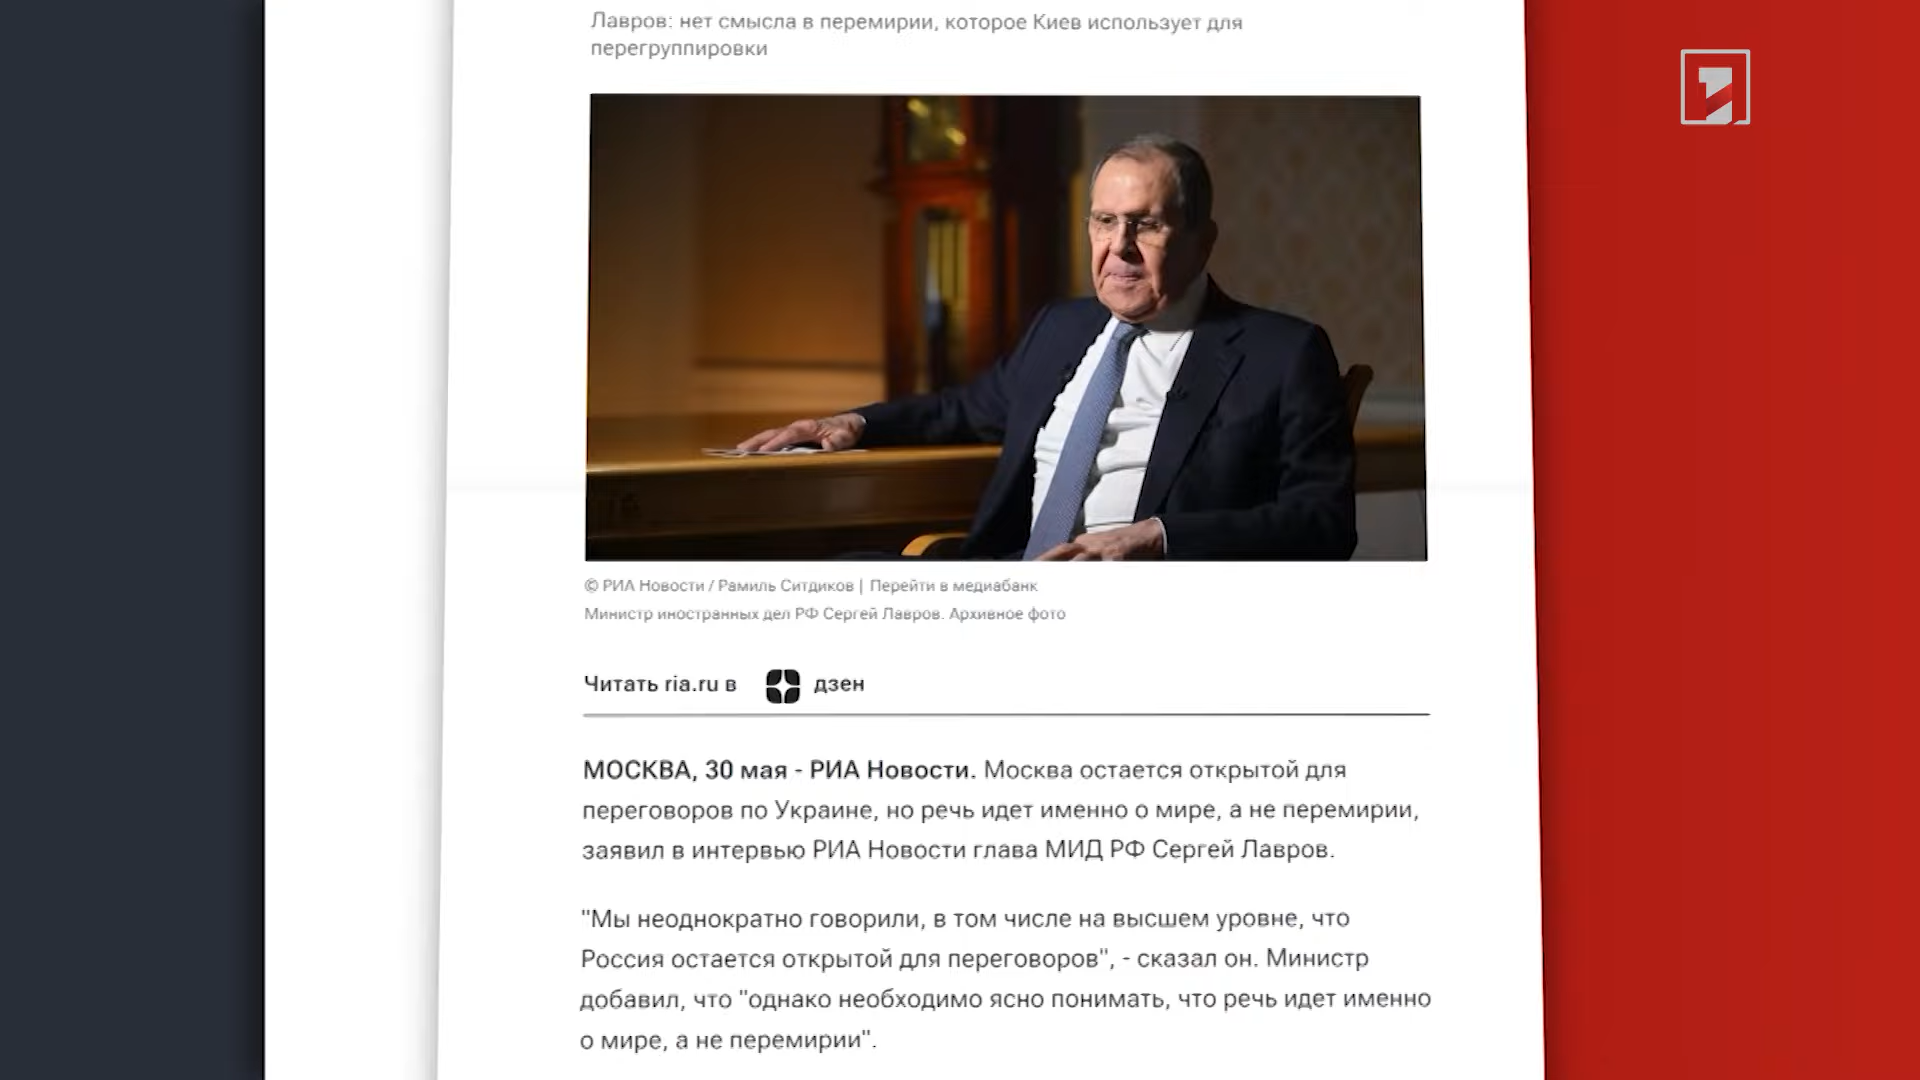 Лавров: нет смысла в перемирии, которое Киев использует для
перегруппировки
© РИА Новости / Рамиль Ситдиков | Перейти в медиабанк
Министр иностранных дел РФ Сергей Лавров. Архивное фото
Читать ria.ru в дзен
МОСКВА, 30 мая - РИА Новости. Москва остается открытой для
переговоров по Украине, но речь идет именно о мире, а не перемирии,
заявил в интервью РИА Новости глава МИД РФ Сергей Лавров.
"Мы неоднократно говорили, в том числе на высшем уровне, что
Россия остается открытой для переговоров", - сказал он. Министр
добавил, что "однако необходимо ясно понимать, что речь идет именно
о мире, а не перемирии".